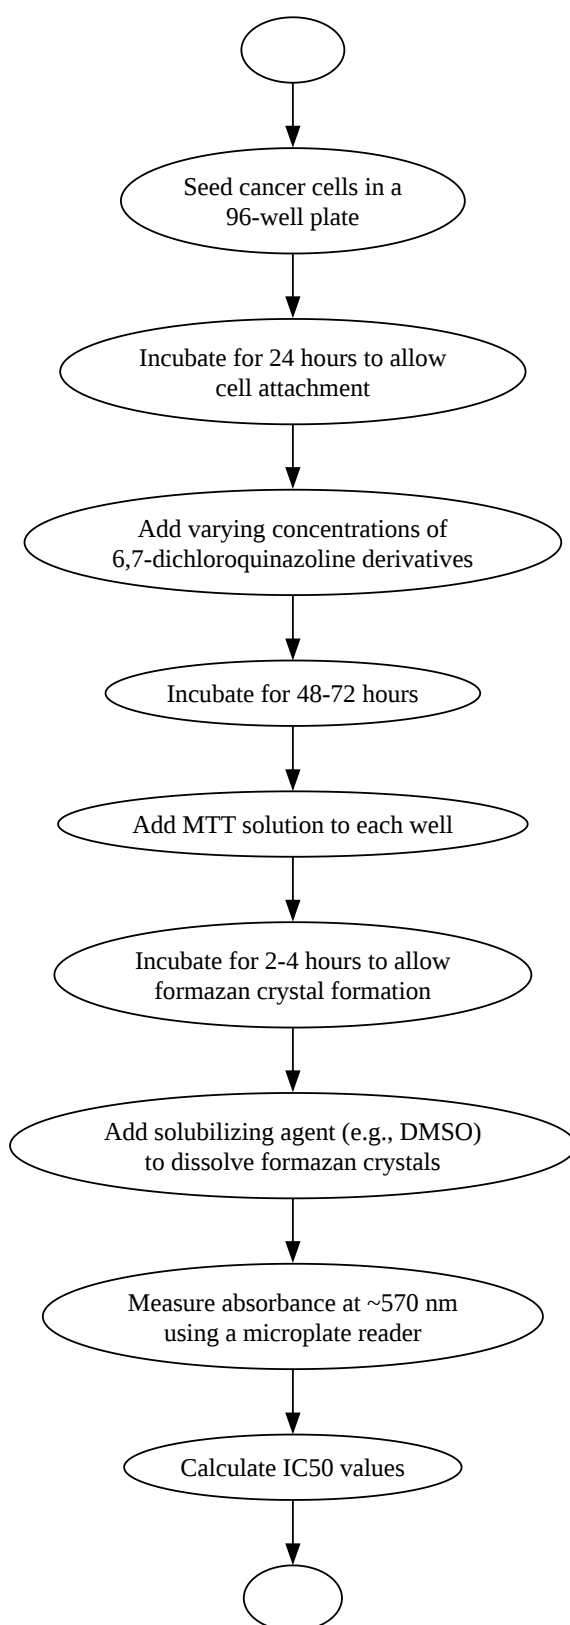 Seed cancer cells in a
96-well plate
Incubate for 24 hours to allow
cell attachment
Add varying concentrations of
6,7-dichloroquinazoline derivatives
Incubate for 48-72 hours
Add MTT solution to each well
Incubate for 2-4 hours to allow
formazan crystal formation
Add solubilizing agent (e.g., DMSO)
to dissolve formazan crystals
Measure absorbance at ~570 nm
using a microplate reader
Calculate IC50 values